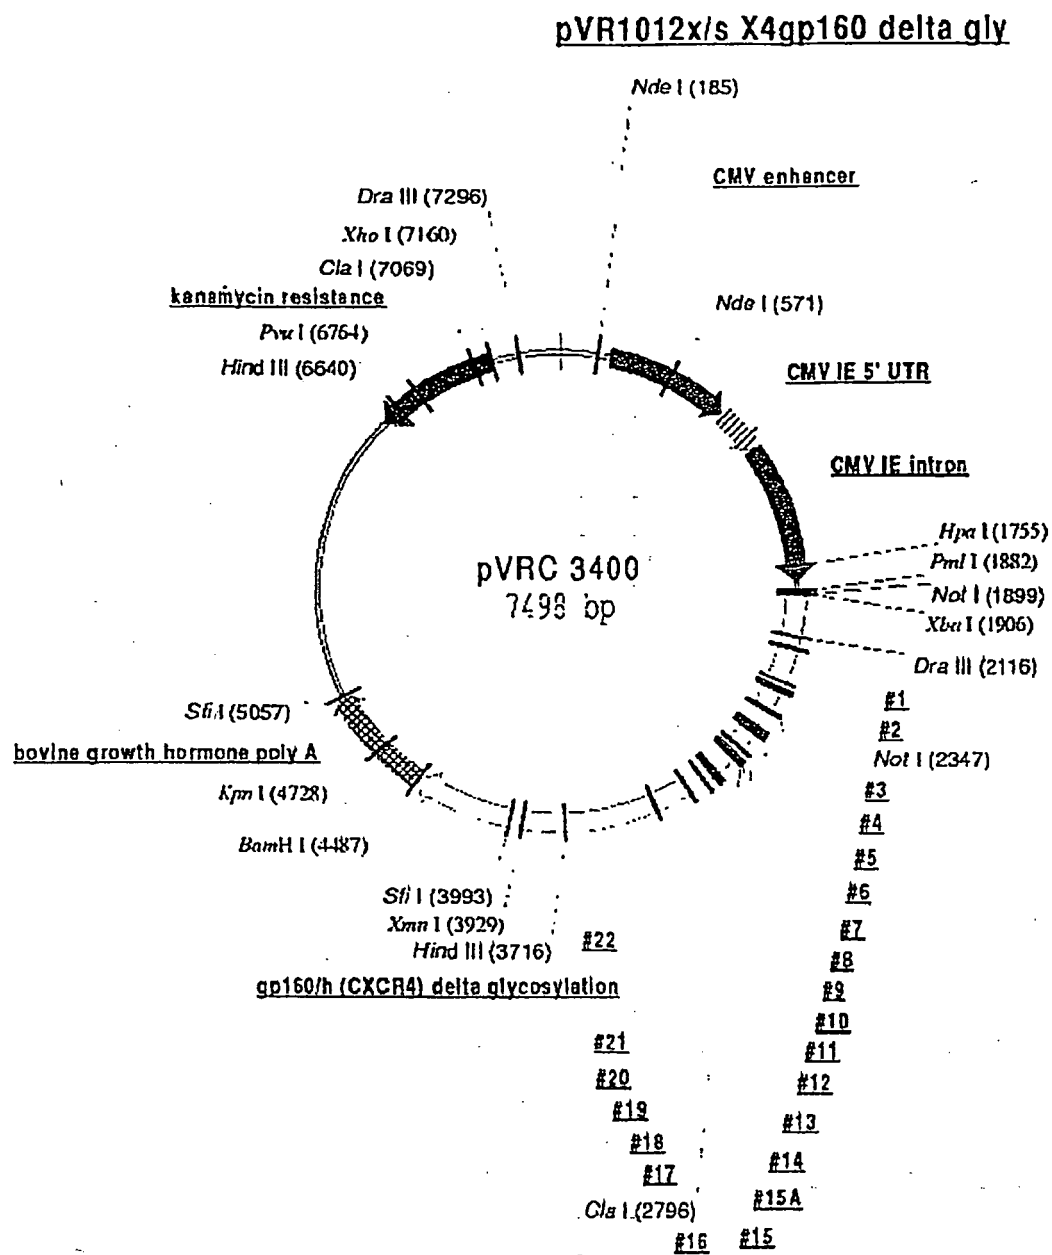 pVR1012x/s X4gp160 delta gly
Nde I (185)
CMV enhancer
Dra III (7296)
Xho I (7160)
Cla I (7069)
kanamycin resistance
Nde I (571)
Pvu I (6764)
Hind III (6640)
CMV IE 5' UTR
CMV IE intron
Hpa I (1755)
Pml I (1882)
pVRC 3400
Not I (1899)
7498 bp
Xba I (1906)
Dra III (2116)
#1
Sfi I (5057)
#2
bovine growth hormone poly A
Not I (2347)
Kpn I (4728)
#3
#4
BamH I (4487)
#5
Sfi I (3993)
#6
Xmn I (3929)
#7
Hind III (3716)
#22
#8
gp160/h (CXCR4) delta glycosylation
#9
#10
#21
#11
#20
#12
#19
#13
#18
#14
#17
#15A
Cla I (2796)
#16
#15